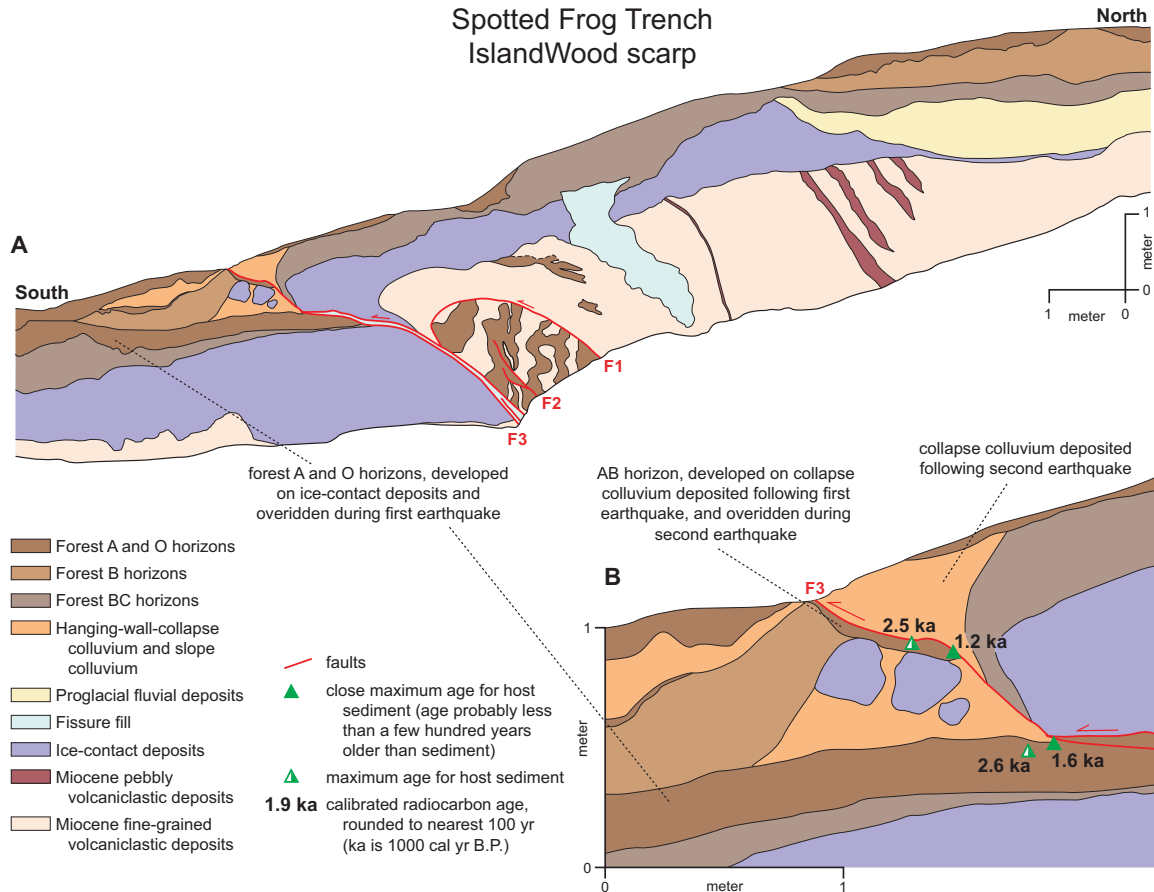 Spotted Frog Trench
IslandWood scarp
North
A
South
1
meter
0
1
meter
0
F1
F2
F3
forest A and O horizons, developed
on ice-contact deposits and
overidden during first earthquake
AB horizon, developed on collapse
colluvium deposited following first
earthquake, and overidden during
second earthquake
collapse colluvium deposited
following second earthquake
Forest A and O horizons
Forest B horizons
Forest BC horizons
Hanging-wall-collapse
colluvium and slope
colluvium
Proglacial fluvial deposits
Fissure fill
Ice-contact deposits
Miocene pebbly
volcaniclastic deposits
Miocene fine-grained
volcaniclastic deposits
faults
close maximum age for host
sediment (age probably less
than a few hundred years
older than sediment)
maximum age for host sediment
1.9 ka calibrated radiocarbon age,
rounded to nearest 100 yr
(ka is 1000 cal yr B.P.)
B
F3
1
2.5 ka
1.2 ka
meter
2.6 ka
1.6 ka
0
0
meter
1